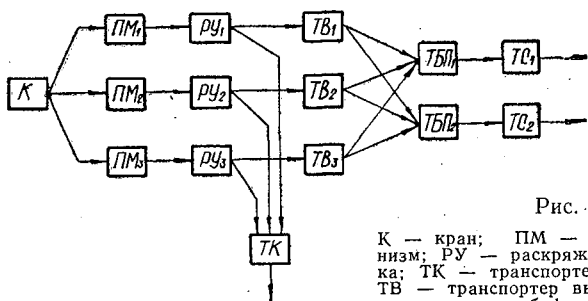 ПМ₁ РУ₁ ТВ₁
ТБП₁ ТС₁
К ПМ₂ РУ₂ ТВ₂
ТБП₂ ТС₂
ПМ₃ РУ₃ ТВ₃
ТК
Рис.
К — кран; ПМ —
низм; РУ — раскряж
ка; ТК — транспорте
ТВ — транспортер вы